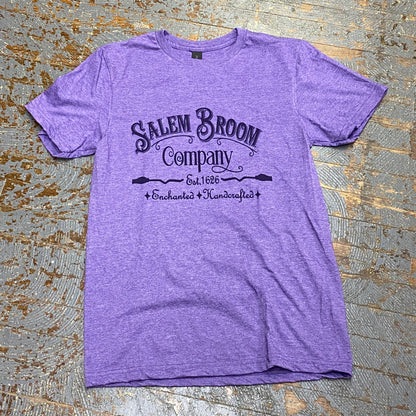 SALEM BROOM
Company
Est. 1626
Enchanted Handcrafted